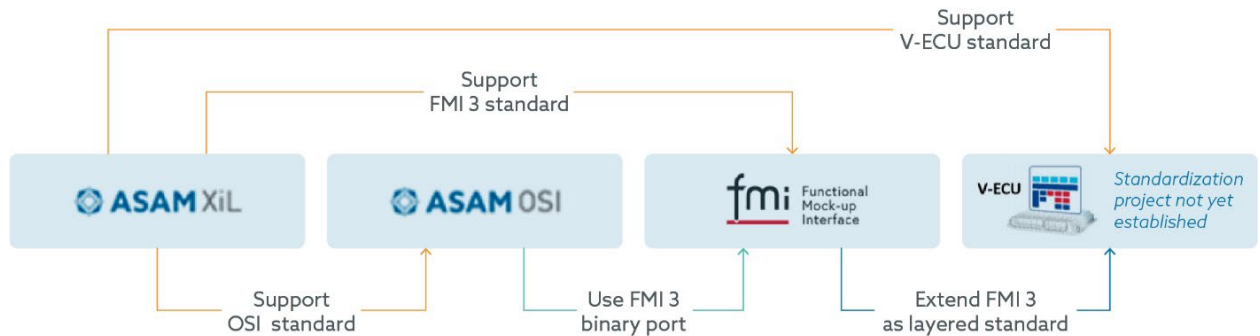 Support
V-ECU standard
Support
FMI 3 standard
ASAM XiL
ASAM OSI
fmi
Functional
Mock-up
Interface
V-ECU
Standardization
project not yet
established
Support
OSI standard
Use FMI 3
binary port
Extend FMI 3
as layered standard